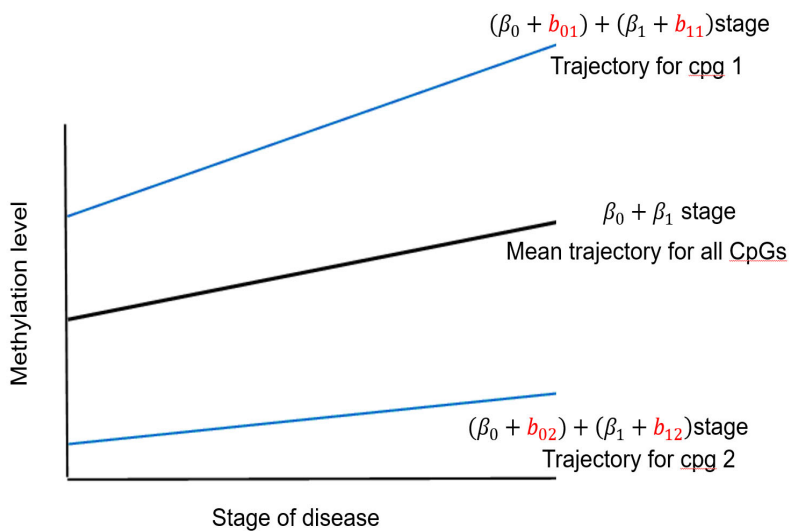 (β₀ + b₀₁) + (β₁ + b₁₁)stage
Trajectory for cpg 1
β₀ + β₁ stage
Mean trajectory for all CpGs
Methylation level
(β₀ + b₀₂) + (β₁ + b₁₂)stage
Trajectory for cpg 2
Stage of disease